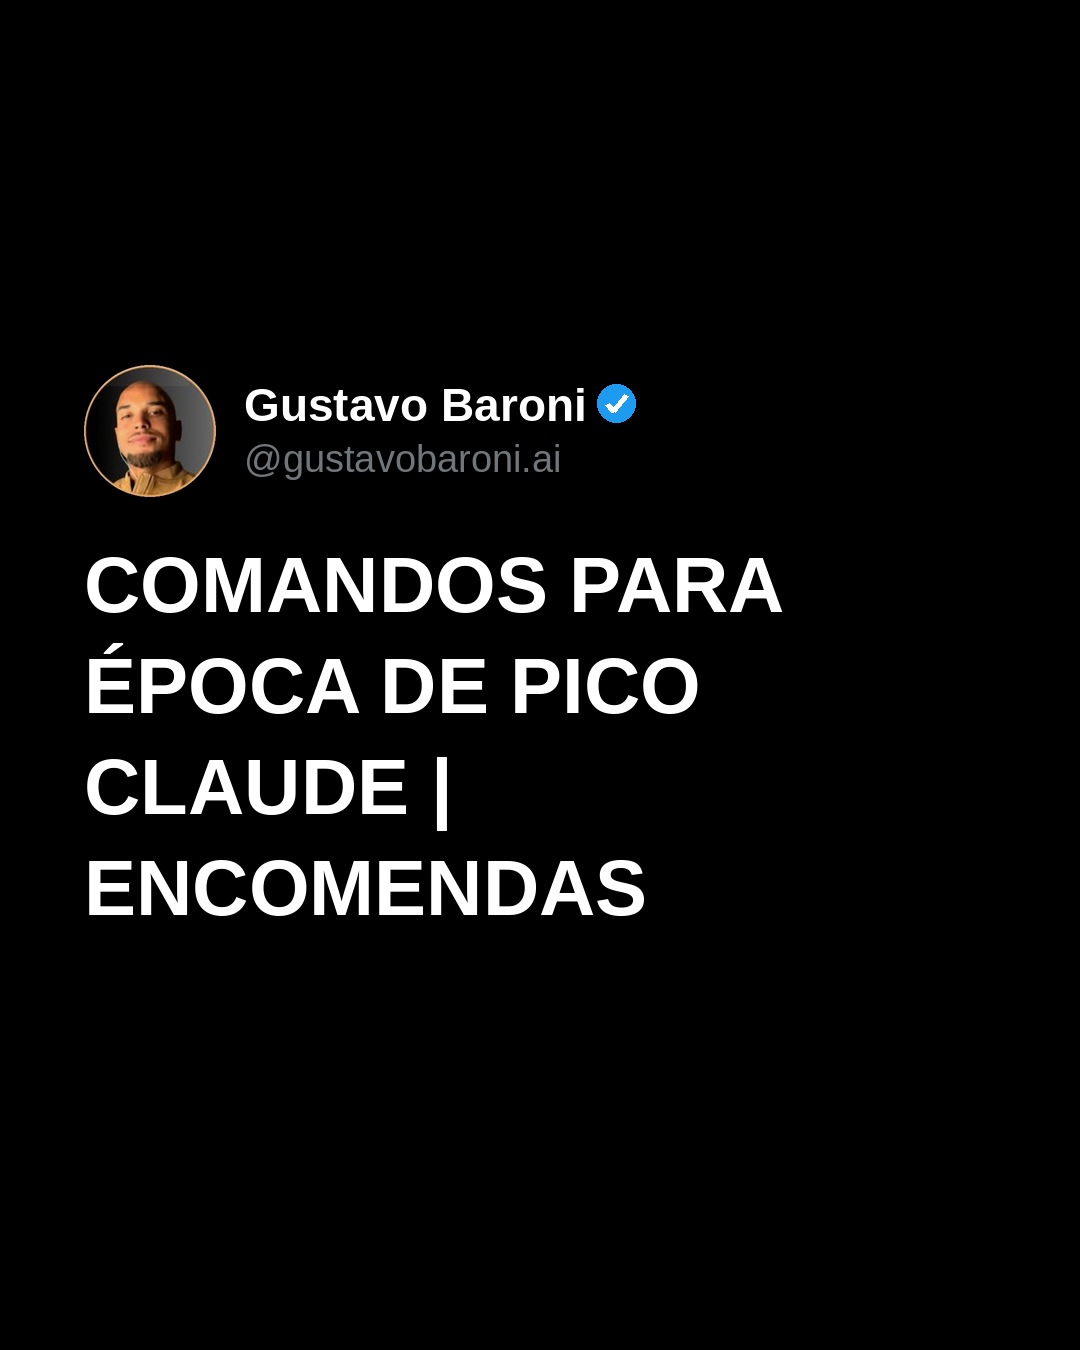 Gustavo Baroni
@gustavobaroni.ai
COMANDOS PARA
ÉPOCA DE PICO
CLAUDE |
ENCOMENDAS